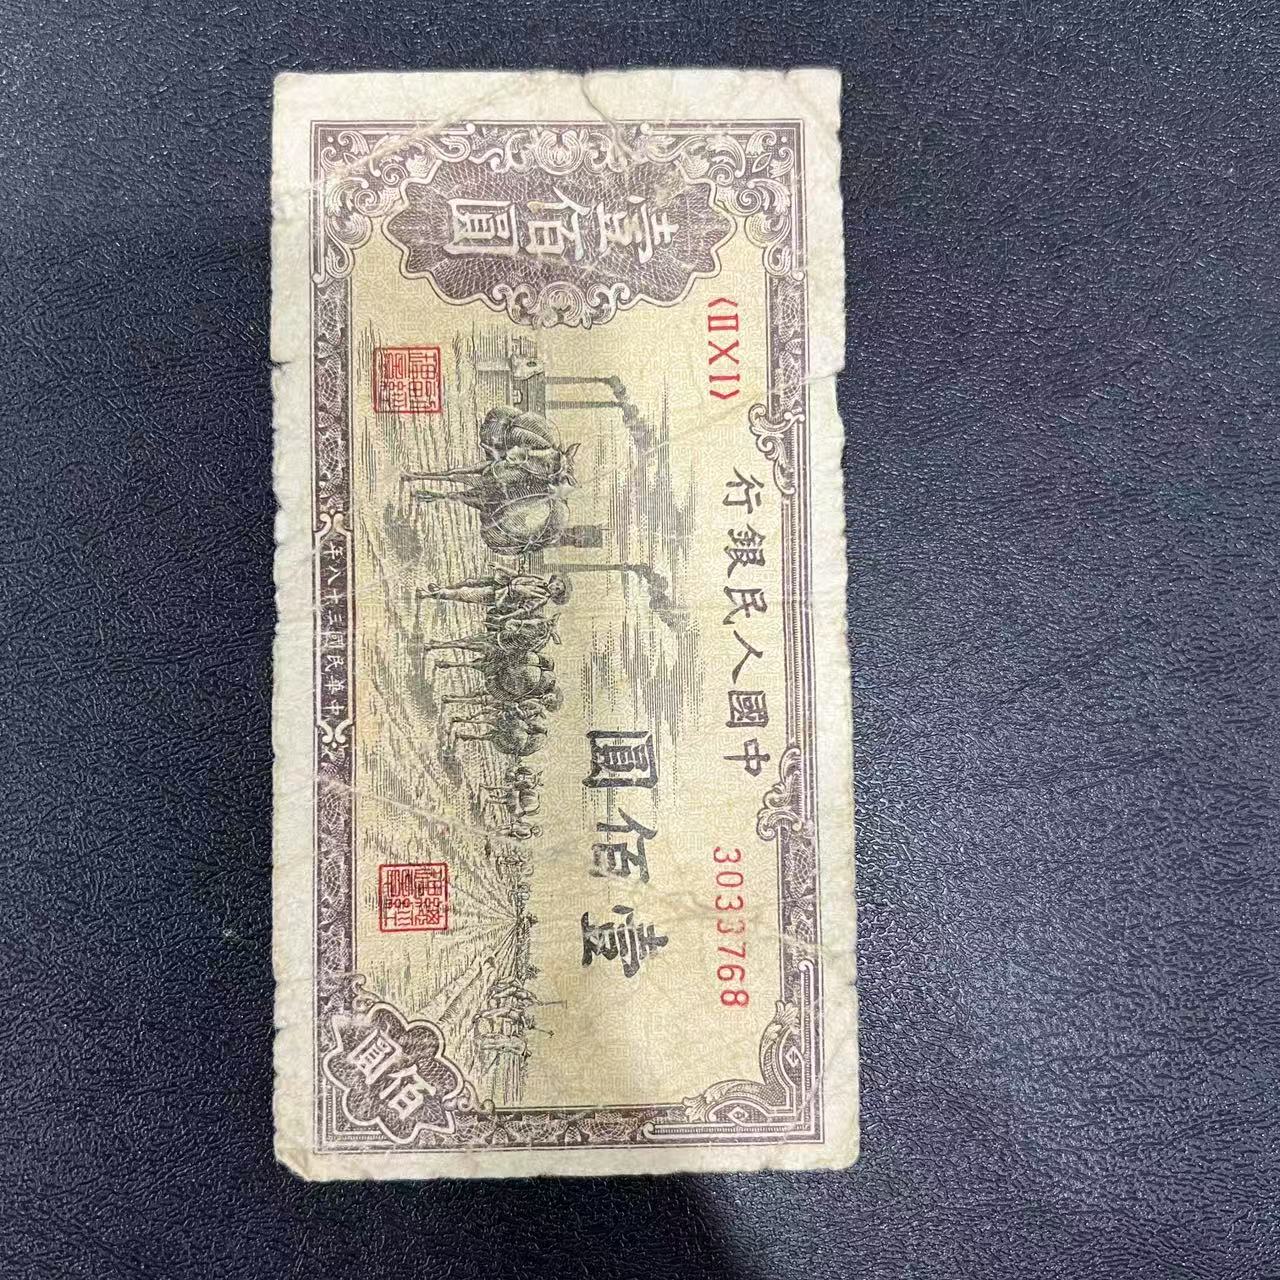 中國人民銀行
〈II X I〉
3033768
壹佰圓
壹佰圓
佰圓
中華民國三十八年